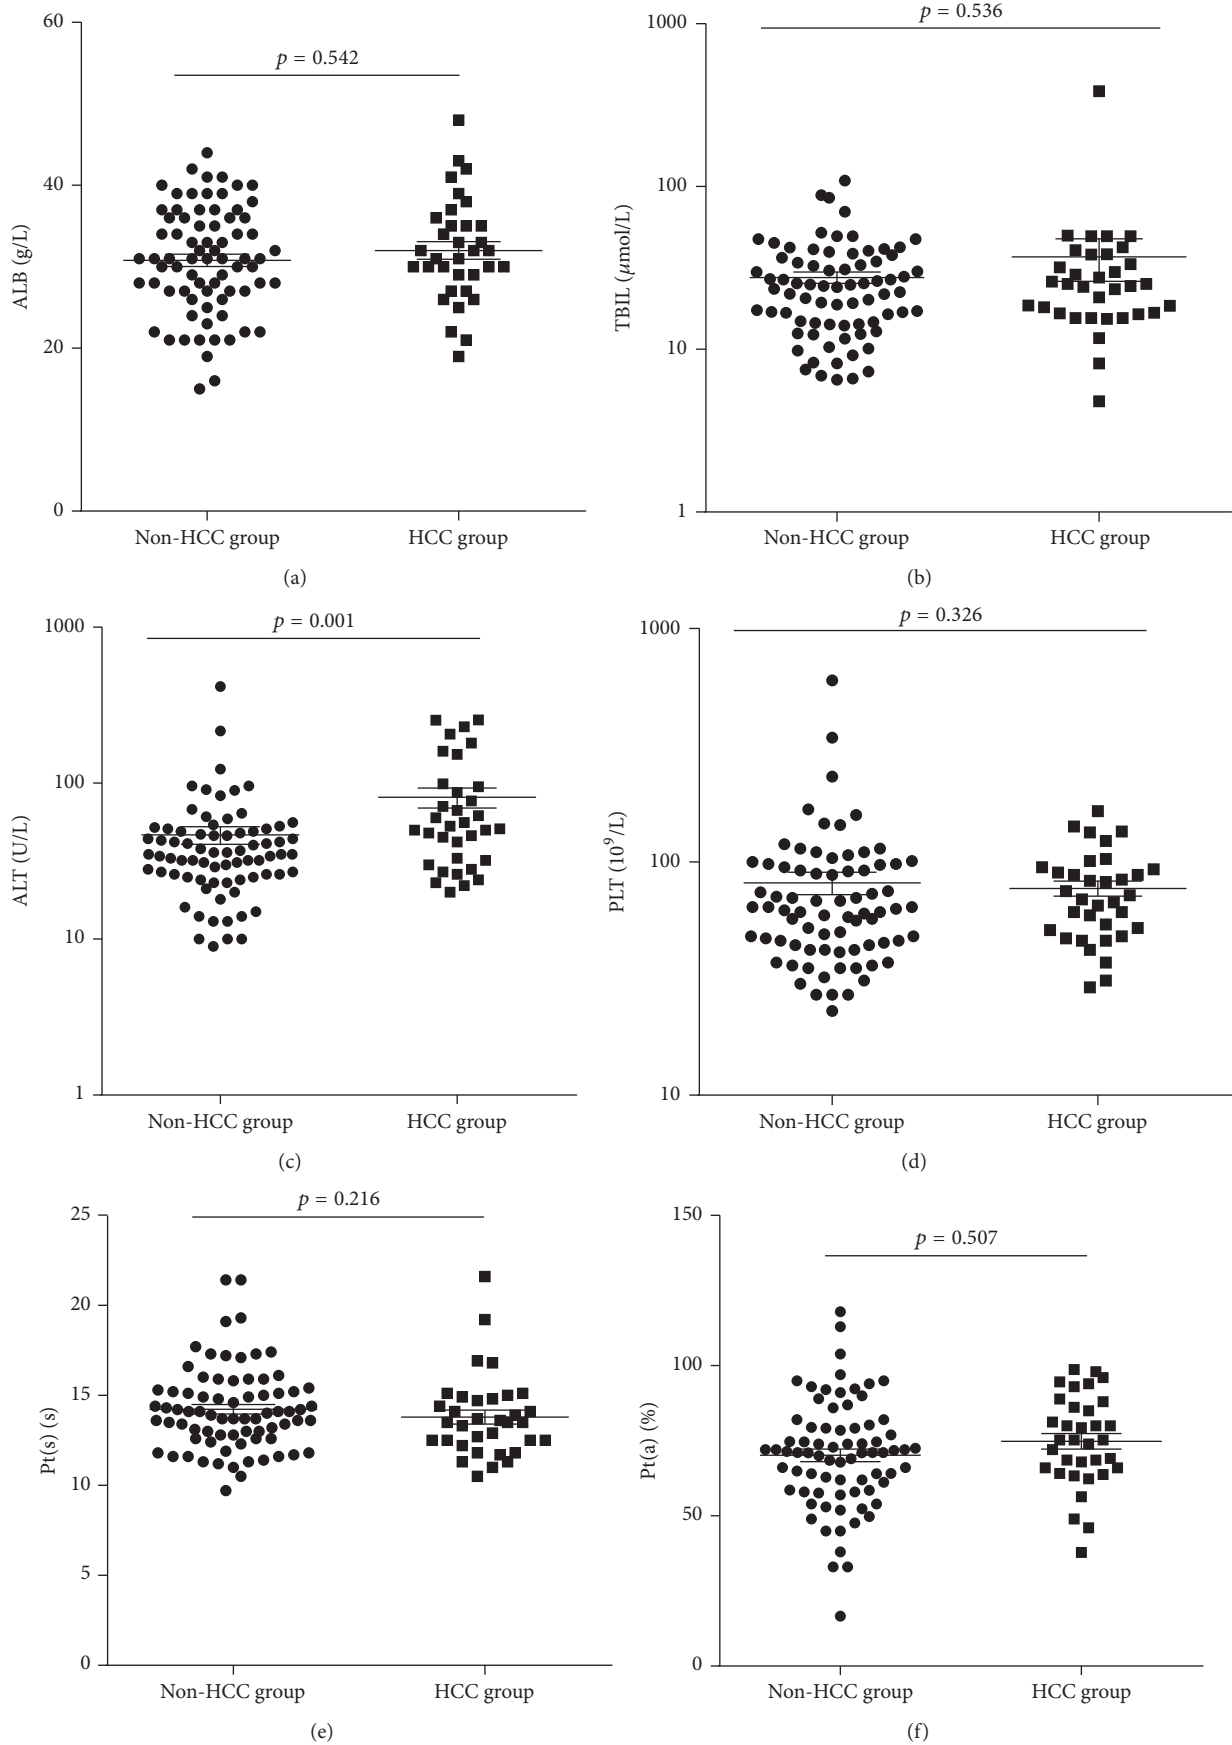 p = 0.542
60
40
20
0
ALB (g/L)
Non-HCC group
HCC group
(a)
p = 0.536
1000
100
10
1
TBIL (μmol/L)
Non-HCC group
HCC group
(b)
p = 0.001
1000
100
10
1
ALT (U/L)
Non-HCC group
HCC group
(c)
p = 0.326
1000
100
10
PLT (10⁹/L)
Non-HCC group
HCC group
(d)
p = 0.216
25
20
15
10
5
0
Pt(s) (s)
Non-HCC group
HCC group
(e)
p = 0.507
150
100
50
0
Pt(a) (%)
Non-HCC group
HCC group
(f)